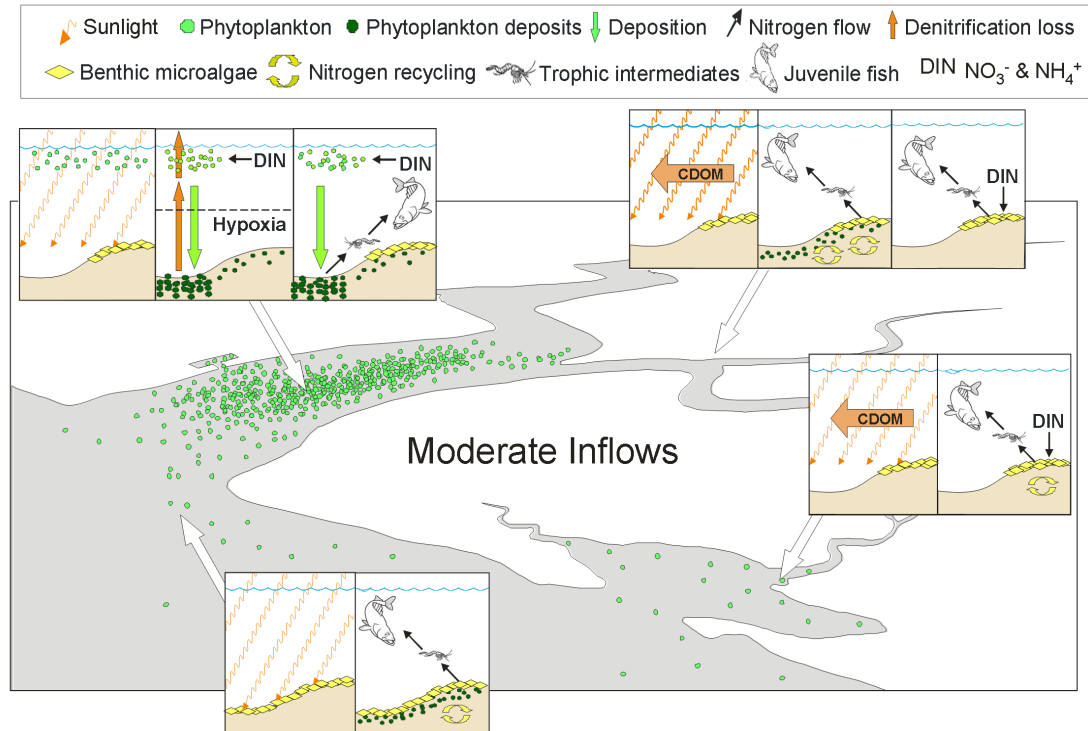 Sunlight Phytoplankton Phytoplankton deposits Deposition Nitrogen flow Denitrification loss
Benthic microalgae Nitrogen recycling Trophic intermediates Juvenile fish DIN NO₃⁻ & NH₄⁺
DIN
Hypoxia
DIN
CDOM
DIN
CDOM
DIN
Moderate Inflows